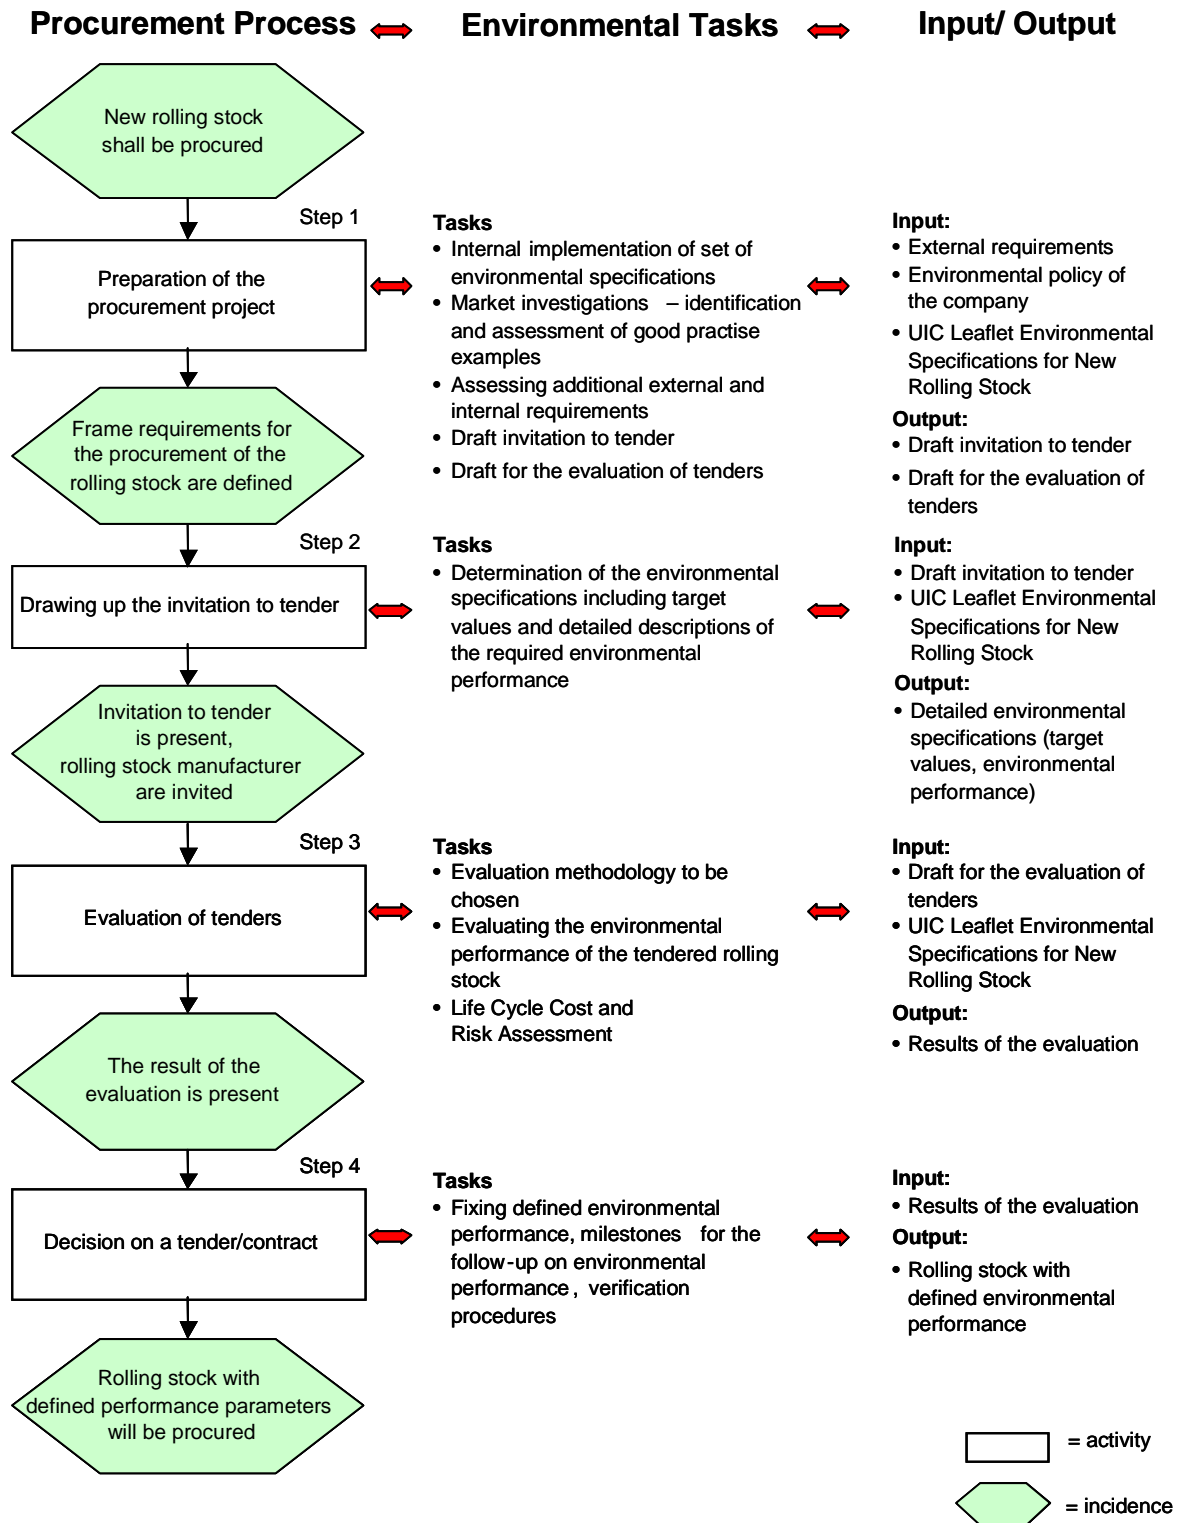 Procurement Process
Environmental Tasks
Input/ Output
New rolling stock
shall be procured
Step 1
Preparation of the
procurement project
Tasks
• Internal implementation of set of
environmental specifications
• Market investigations – identification
and assessment of good practise
examples
• Assessing additional external and
internal requirements
• Draft invitation to tender
• Draft for the evaluation of tenders
Input:
• External requirements
• Environmental policy of
the company
• UIC Leaflet Environmental
Specifications for New
Rolling Stock
Output:
• Draft invitation to tender
• Draft for the evaluation of
tenders
Frame requirements for
the procurement of the
rolling stock are defined
Step 2
Drawing up the invitation to tender
Tasks
• Determination of the environmental
specifications including target
values and detailed descriptions of
the required environmental
performance
Input:
• Draft invitation to tender
• UIC Leaflet Environmental
Specifications for New
Rolling Stock
Output:
• Detailed environmental
specifications (target
values, environmental
performance)
Invitation to tender
is present,
rolling stock manufacturer
are invited
Step 3
Evaluation of tenders
Tasks
• Evaluation methodology to be
chosen
• Evaluating the environmental
performance of the tendered rolling
stock
• Life Cycle Cost and
Risk Assessment
Input:
• Draft for the evaluation of
tenders
• UIC Leaflet Environmental
Specifications for New
Rolling Stock
Output:
• Results of the evaluation
The result of the
evaluation is present
Step 4
Decision on a tender/contract
Tasks
• Fixing defined environmental
performance, milestones for the
follow-up on environmental
performance, verification
procedures
Input:
• Results of the evaluation
Output:
• Rolling stock with
defined environmental
performance
Rolling stock with
defined performance parameters
will be procured
= activity
= incidence